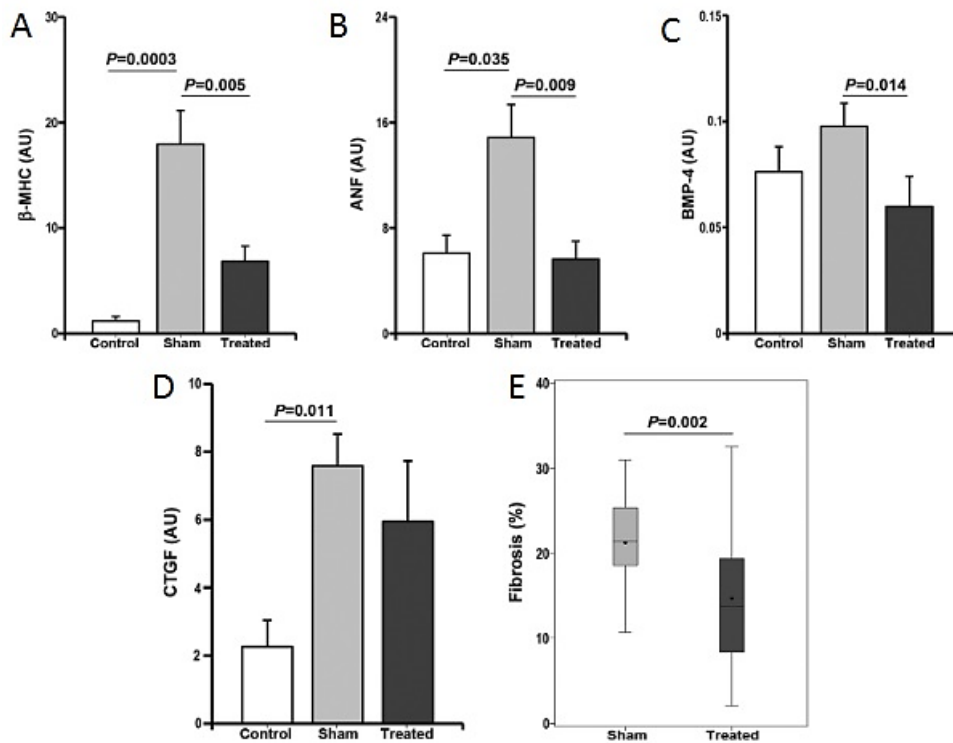 A
β-MHC (AU)
30
20
10
0
P=0.0003
P=0.005
Control Sham Treated
B
ANF (AU)
24
16
8
0
P=0.035
P=0.009
Control Sham Treated
C
BMP-4 (AU)
0.15
0.1
0.05
0
P=0.014
Control Sham Treated
D
CTGF (AU)
10
8
6
4
2
0
P=0.011
Control Sham Treated
E
Fibrosis (%)
40
30
20
10
0
P=0.002
Sham Treated